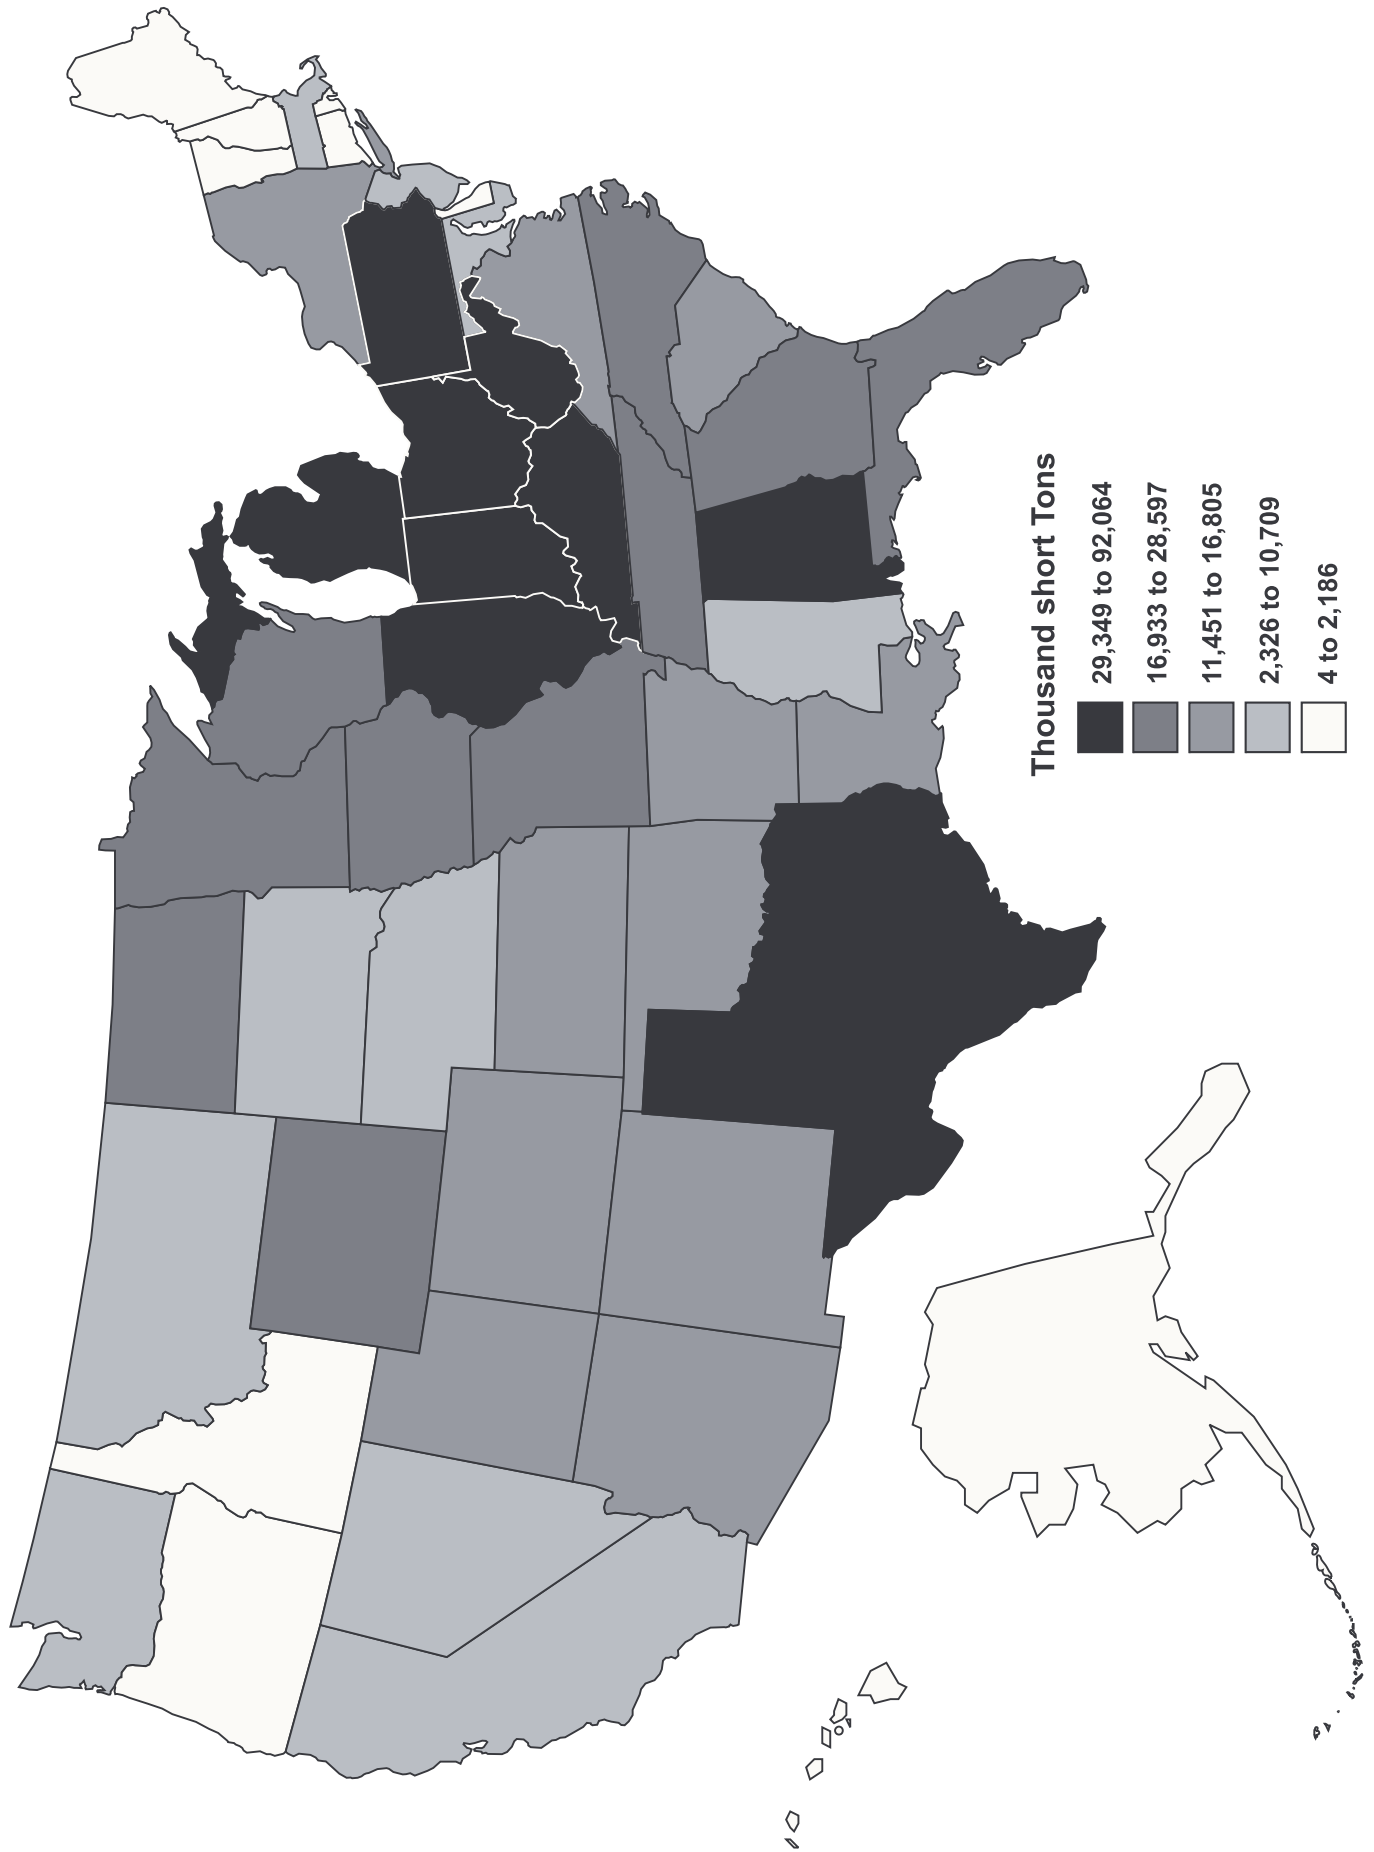 Thousand short Tons
29,349 to 92,064
16,933 to 28,597
11,451 to 16,805
2,326 to 10,709
4 to 2,186